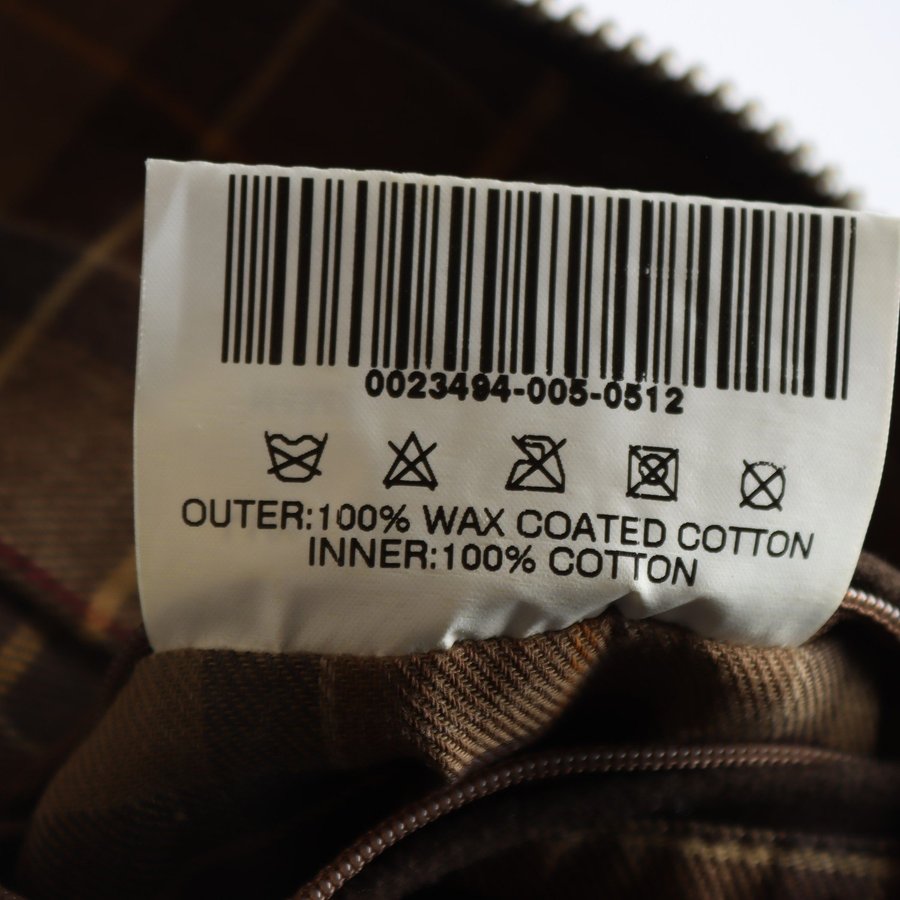 0023494-005-0512
OUTER:100% WAX COATED COTTON
INNER:100% COTTON